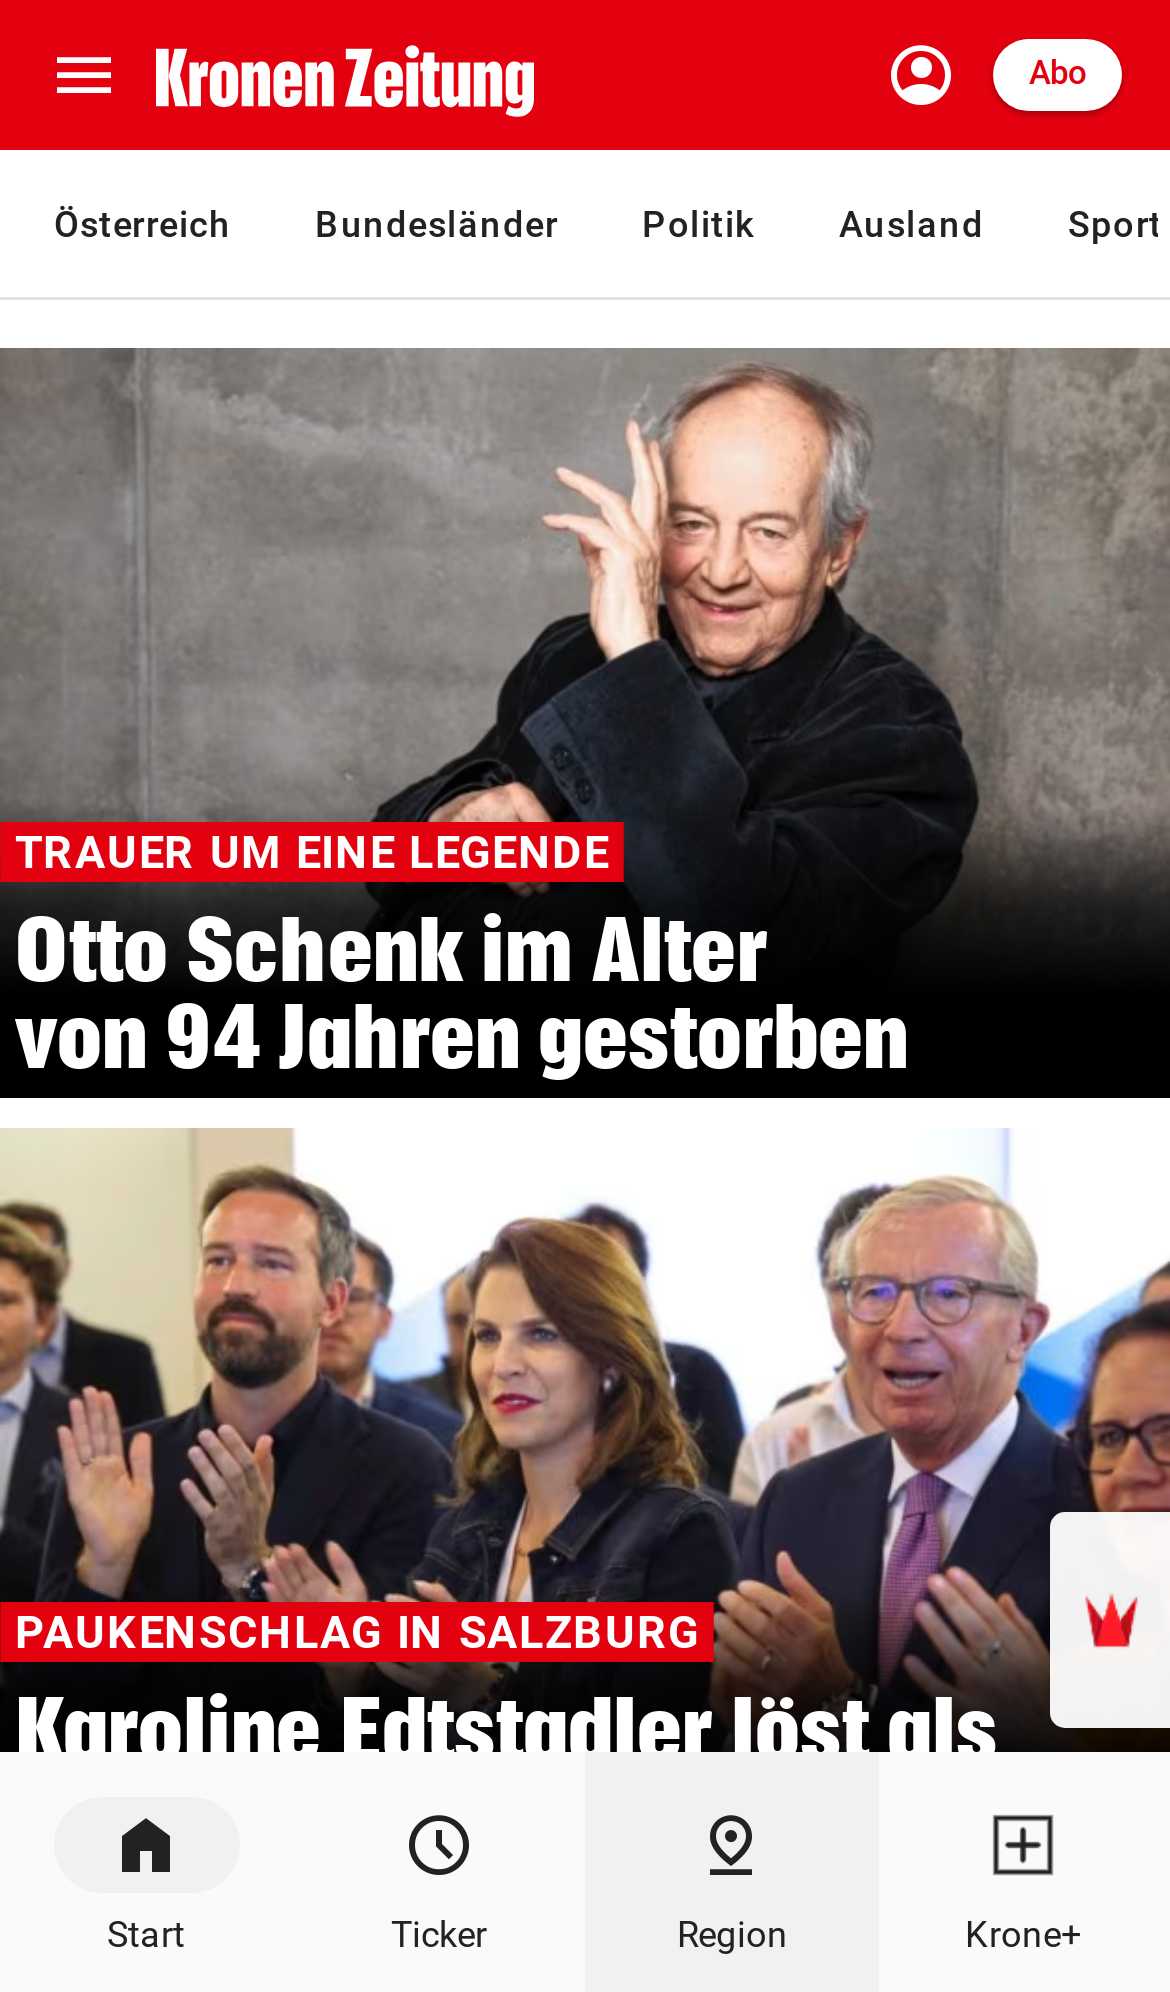 Kronen Zeitung
Abo
Österreich Bundesländer Politik Ausland Sport
TRAUER UM EINE LEGENDE
Otto Schenk im Alter
von 94 Jahren gestorben
PAUKENSCHLAG IN SALZBURG
Karoline Edtstadler löst als
Start Ticker Region Krone+